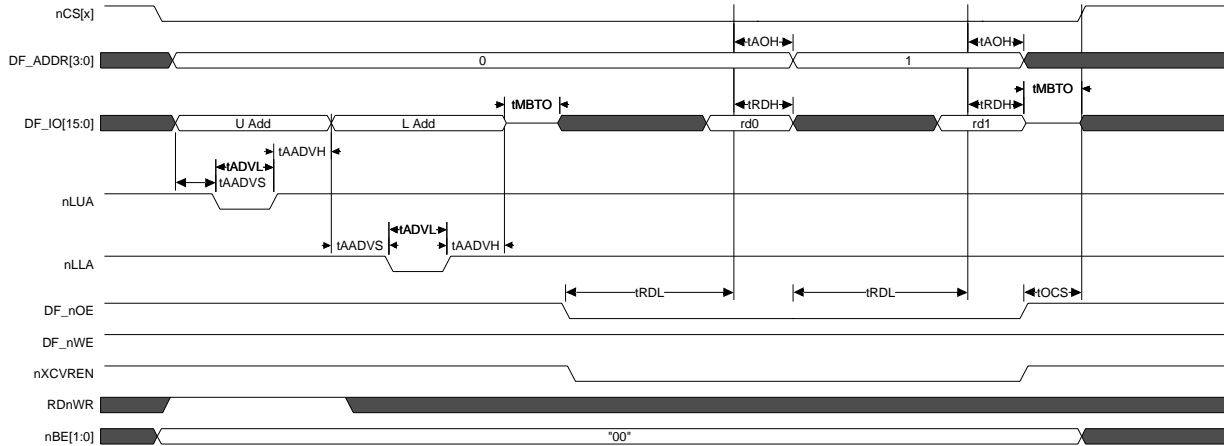 nCS[x]
tAOH tAOH
DF_ADDR[3:0] 0 1
tMBTO tRDH tRDH tMBTO
DF_IO[15:0] U Add L Add rd0 rd1
tAADVH
tADVL
tAADVS
nLUA
tADVL
tAADVS tAADVH
nLLA
tRDL tRDL tOCS
DF_nOE
DF_nWE
nXCVREN
RDnWR
nBE[1:0] "00"